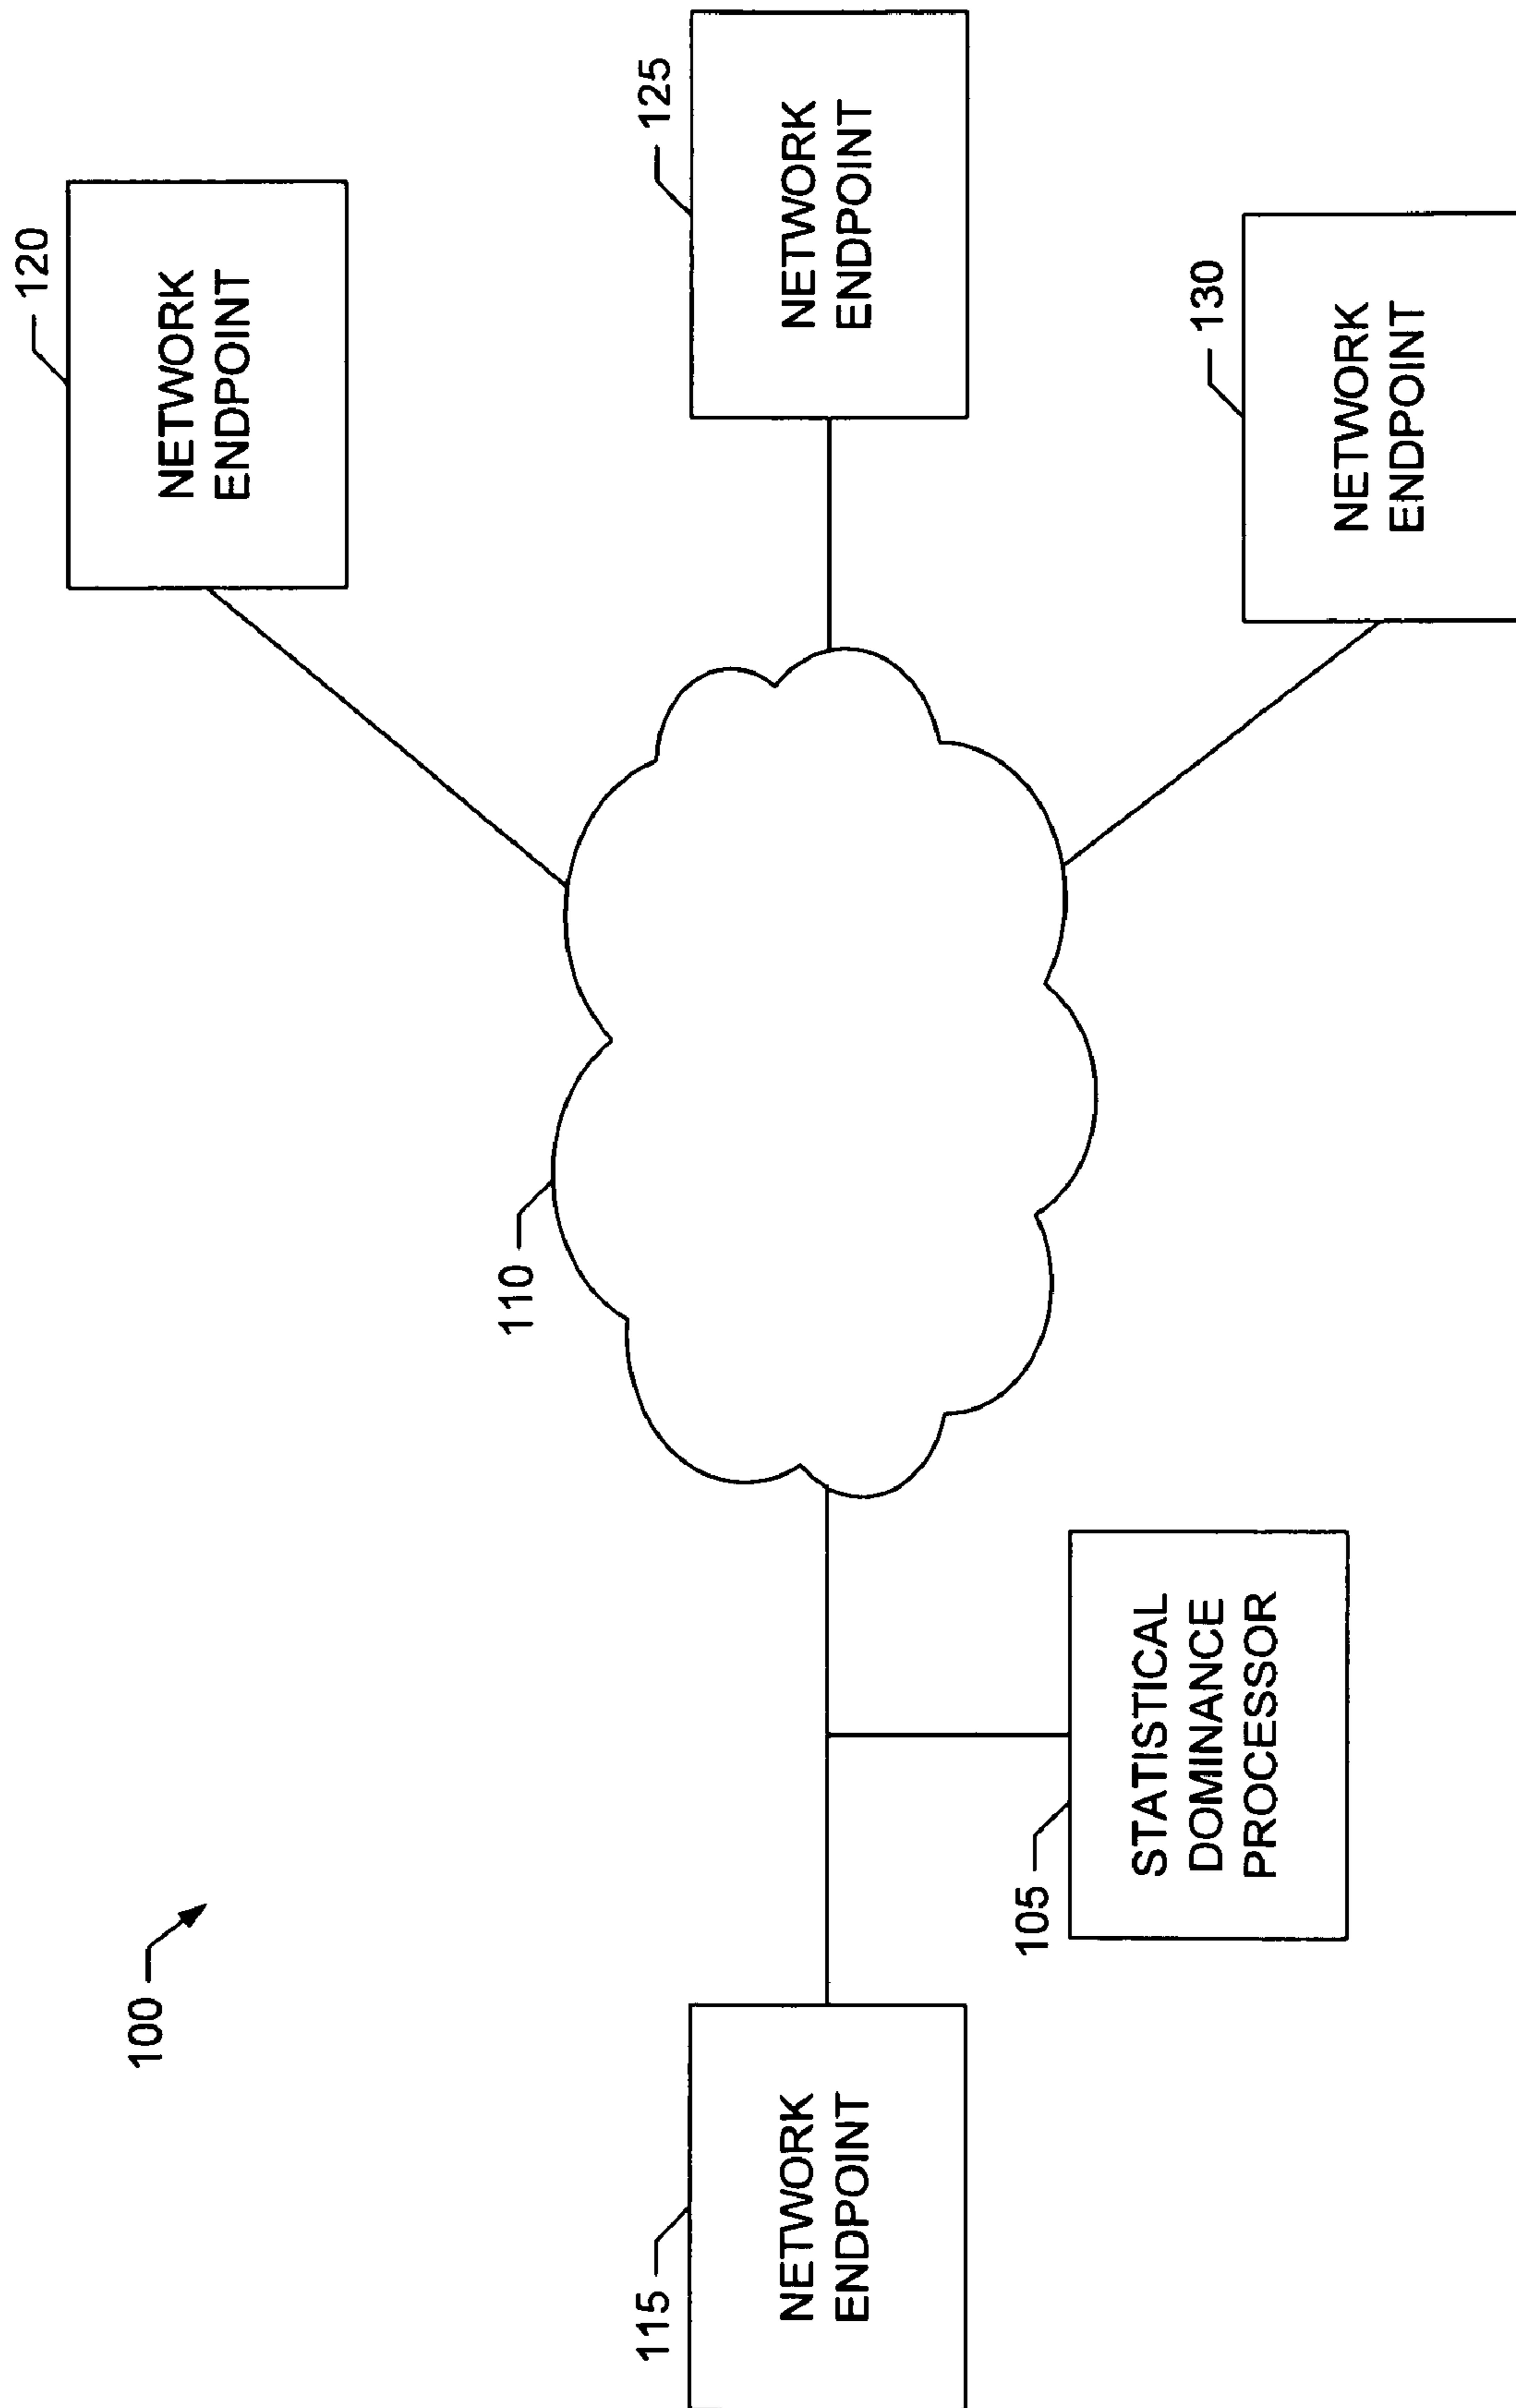 100
120
NETWORK
ENDPOINT
110
125
NETWORK
ENDPOINT
115
NETWORK
ENDPOINT
105
STATISTICAL
DOMINANCE
PROCESSOR
130
NETWORK
ENDPOINT